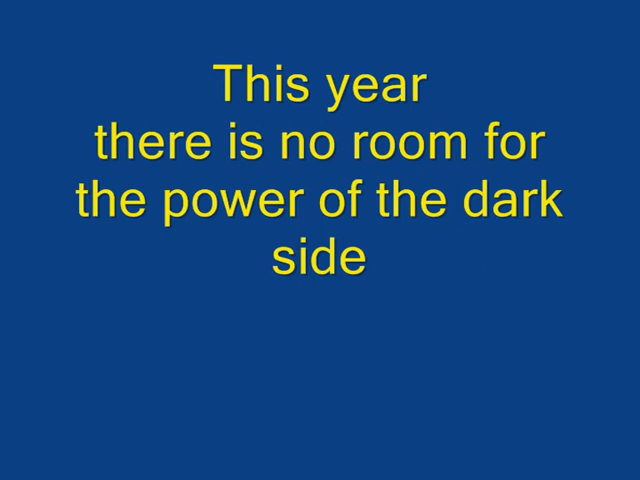 This year
there is no room for
the power of the dark
side